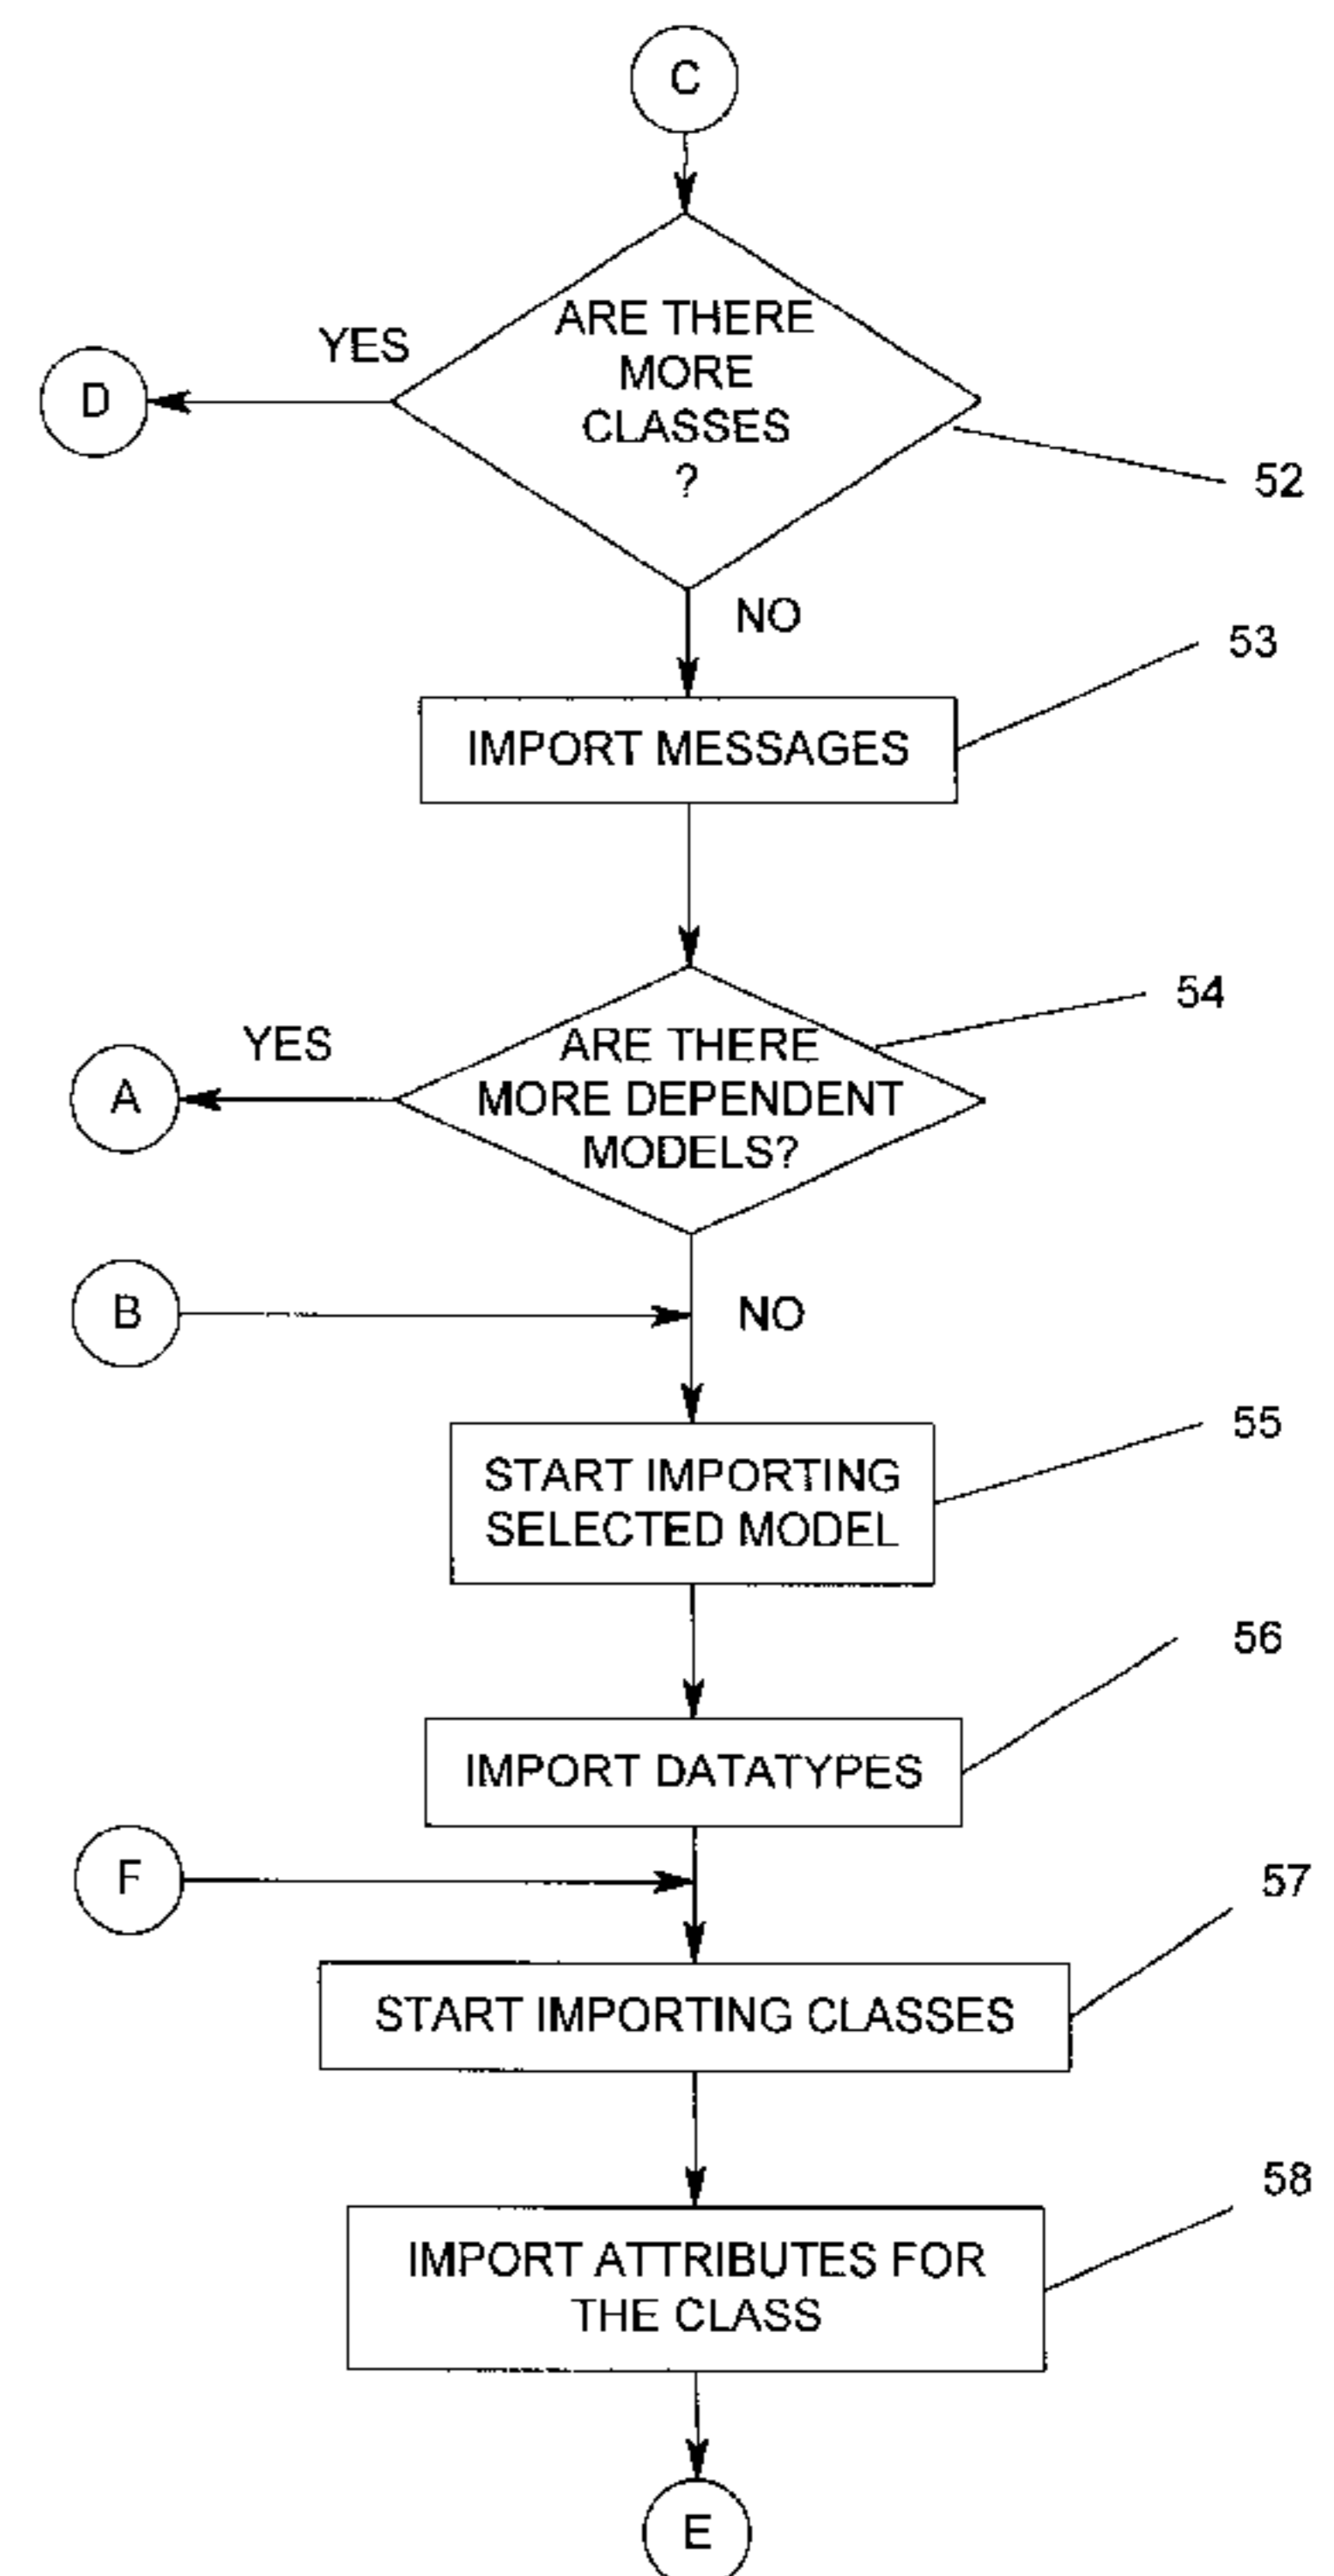 C
ARE THERE
MORE
CLASSES
?
YES
D
52
NO
53
IMPORT MESSAGES
54
YES
ARE THERE
MORE DEPENDENT
MODELS?
A
B
NO
55
START IMPORTING
SELECTED MODEL
56
IMPORT DATATYPES
F
57
START IMPORTING CLASSES
58
IMPORT ATTRIBUTES FOR
THE CLASS
E